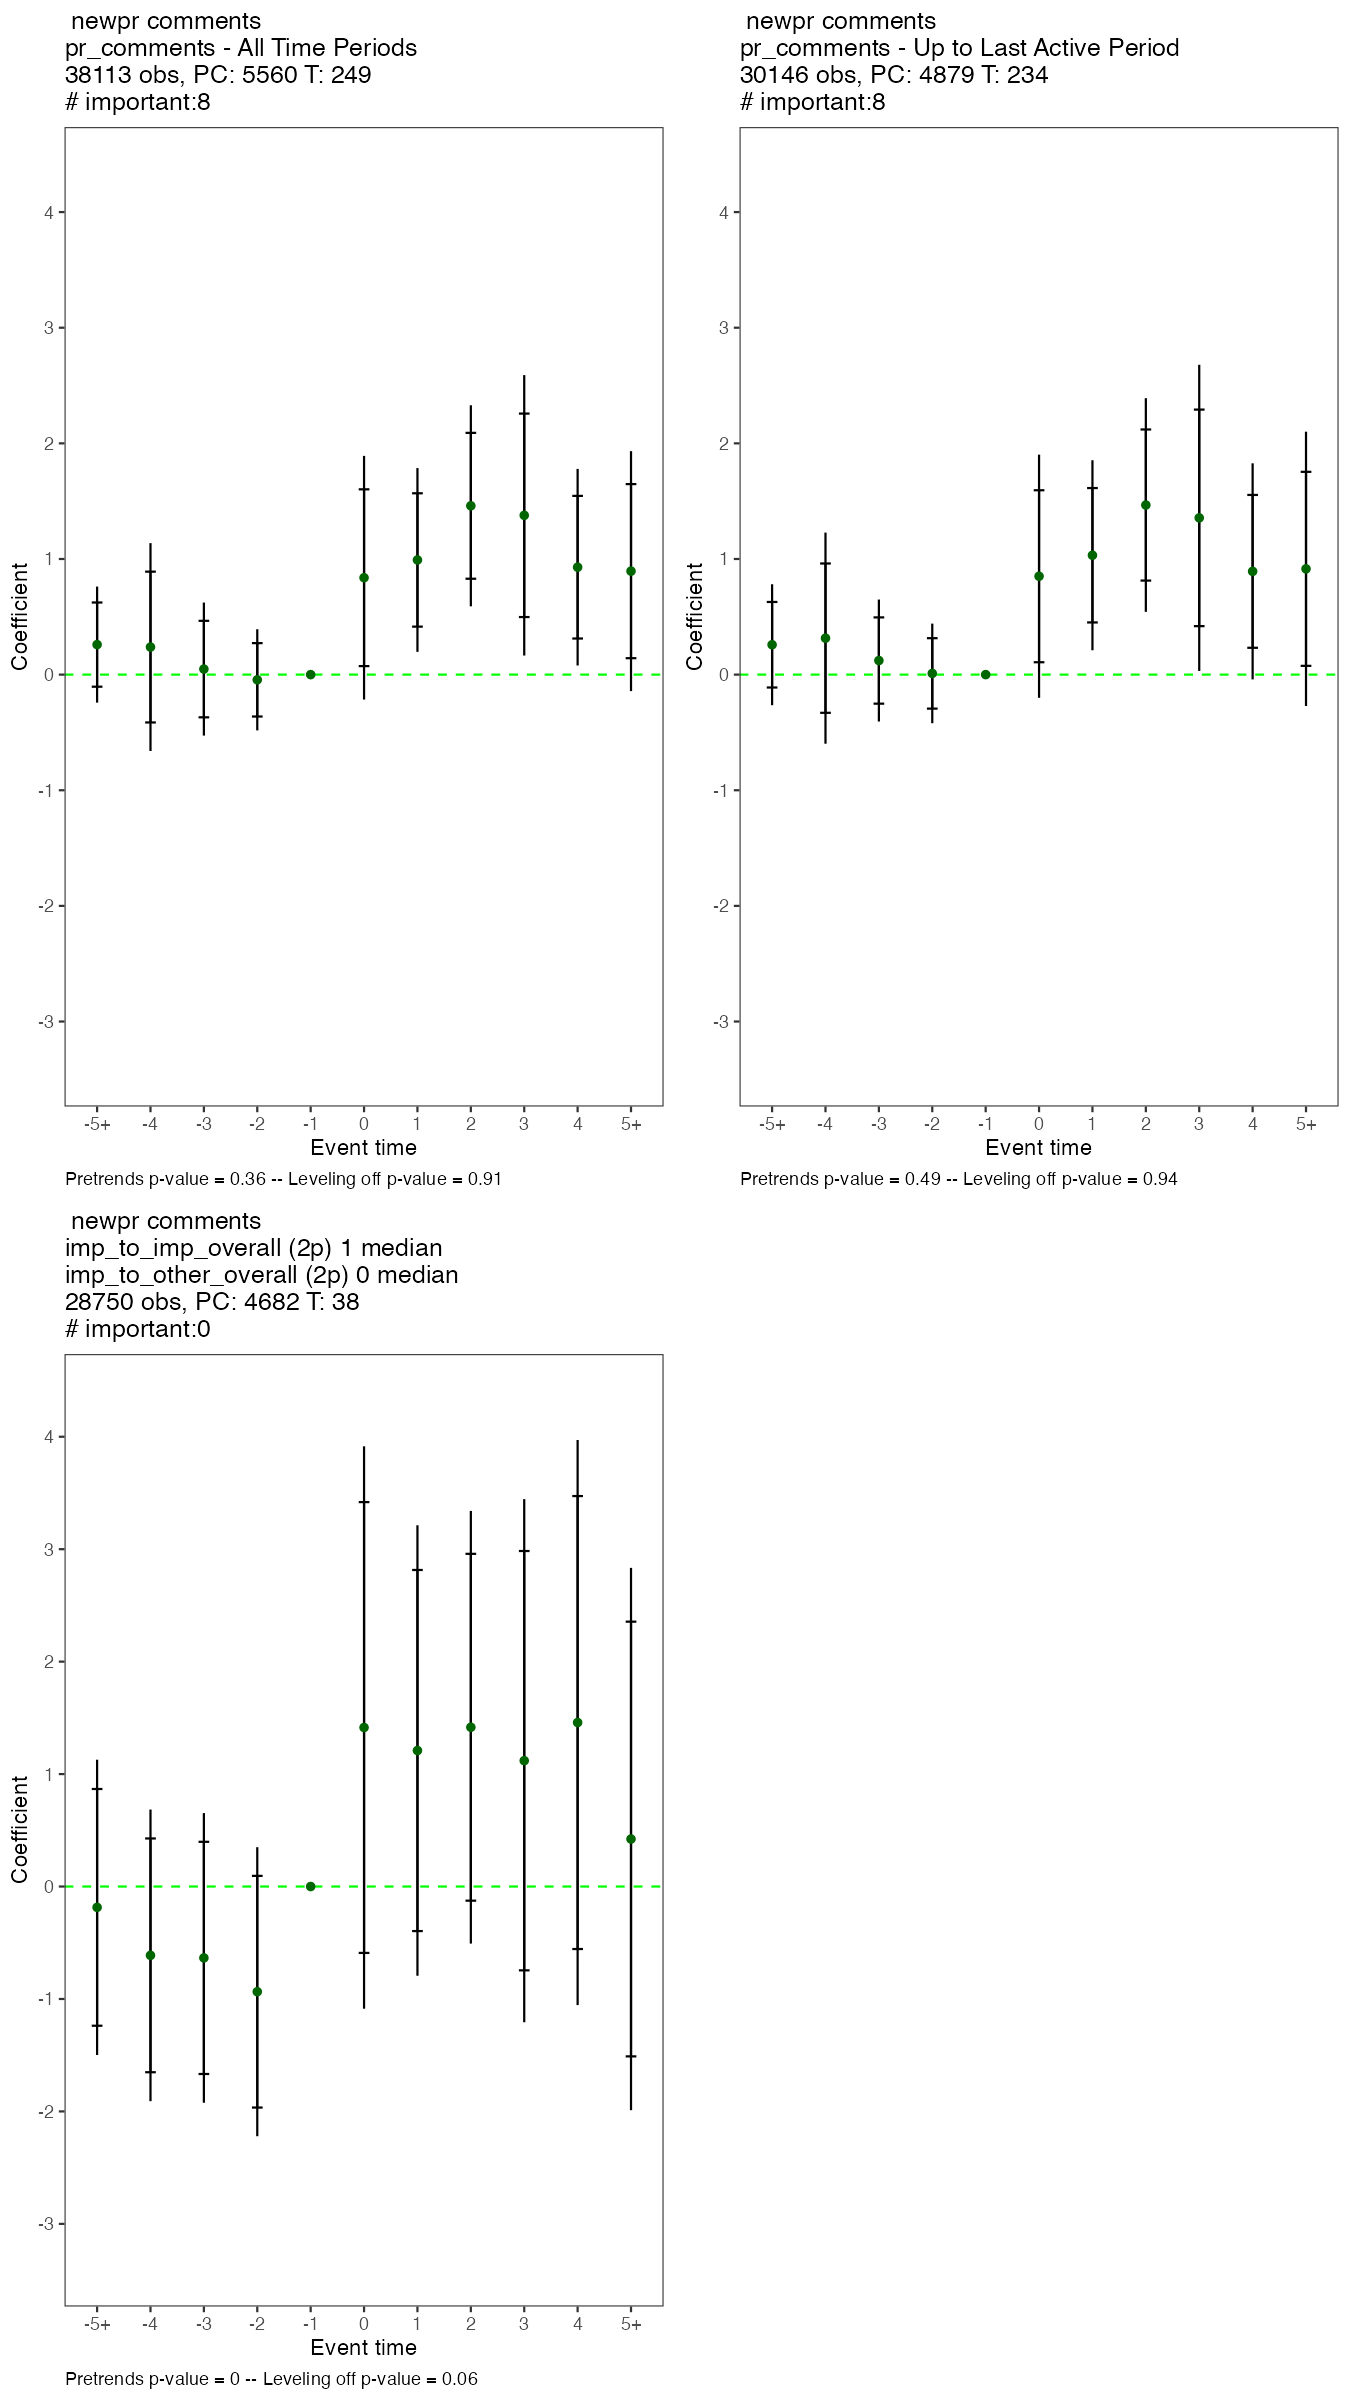 newpr comments
pr_comments - All Time Periods
38113 obs, PC: 5560 T: 249
# important:8
4
3
2
1
0
-1
-2
-3
Coefficient
-5+ -4 -3 -2 -1 0 1 2 3 4 5+
Event time
Pretrends p-value = 0.36 -- Leveling off p-value = 0.91
newpr comments
pr_comments - Up to Last Active Period
30146 obs, PC: 4879 T: 234
# important:8
4
3
2
1
0
-1
-2
-3
Coefficient
-5+ -4 -3 -2 -1 0 1 2 3 4 5+
Event time
Pretrends p-value = 0.49 -- Leveling off p-value = 0.94
newpr comments
imp_to_imp_overall (2p) 1 median
imp_to_other_overall (2p) 0 median
28750 obs, PC: 4682 T: 38
# important:0
4
3
2
1
0
-1
-2
-3
Coefficient
-5+ -4 -3 -2 -1 0 1 2 3 4 5+
Event time
Pretrends p-value = 0 -- Leveling off p-value = 0.06